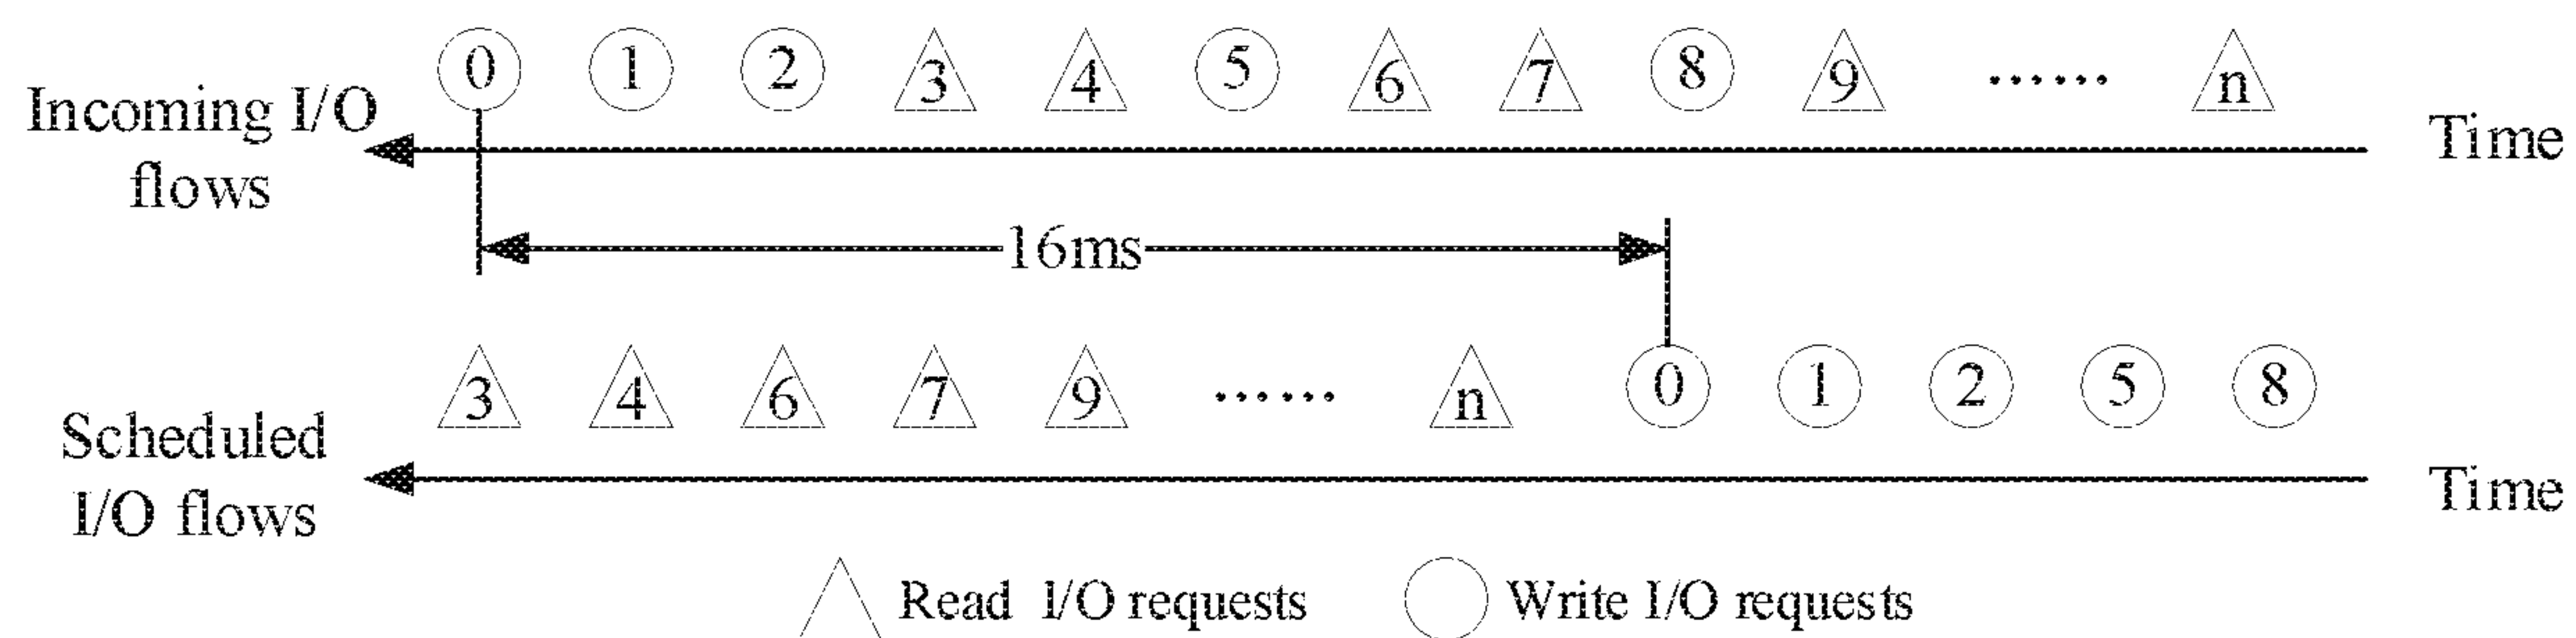 0 1 2 3 4 5 6 7 8 9 ...... n
Incoming I/O
flows
Time
16ms
3 4 6 7 9 ...... n 0 1 2 5 8
Scheduled
I/O flows
Time
Read I/O requests Write I/O requests